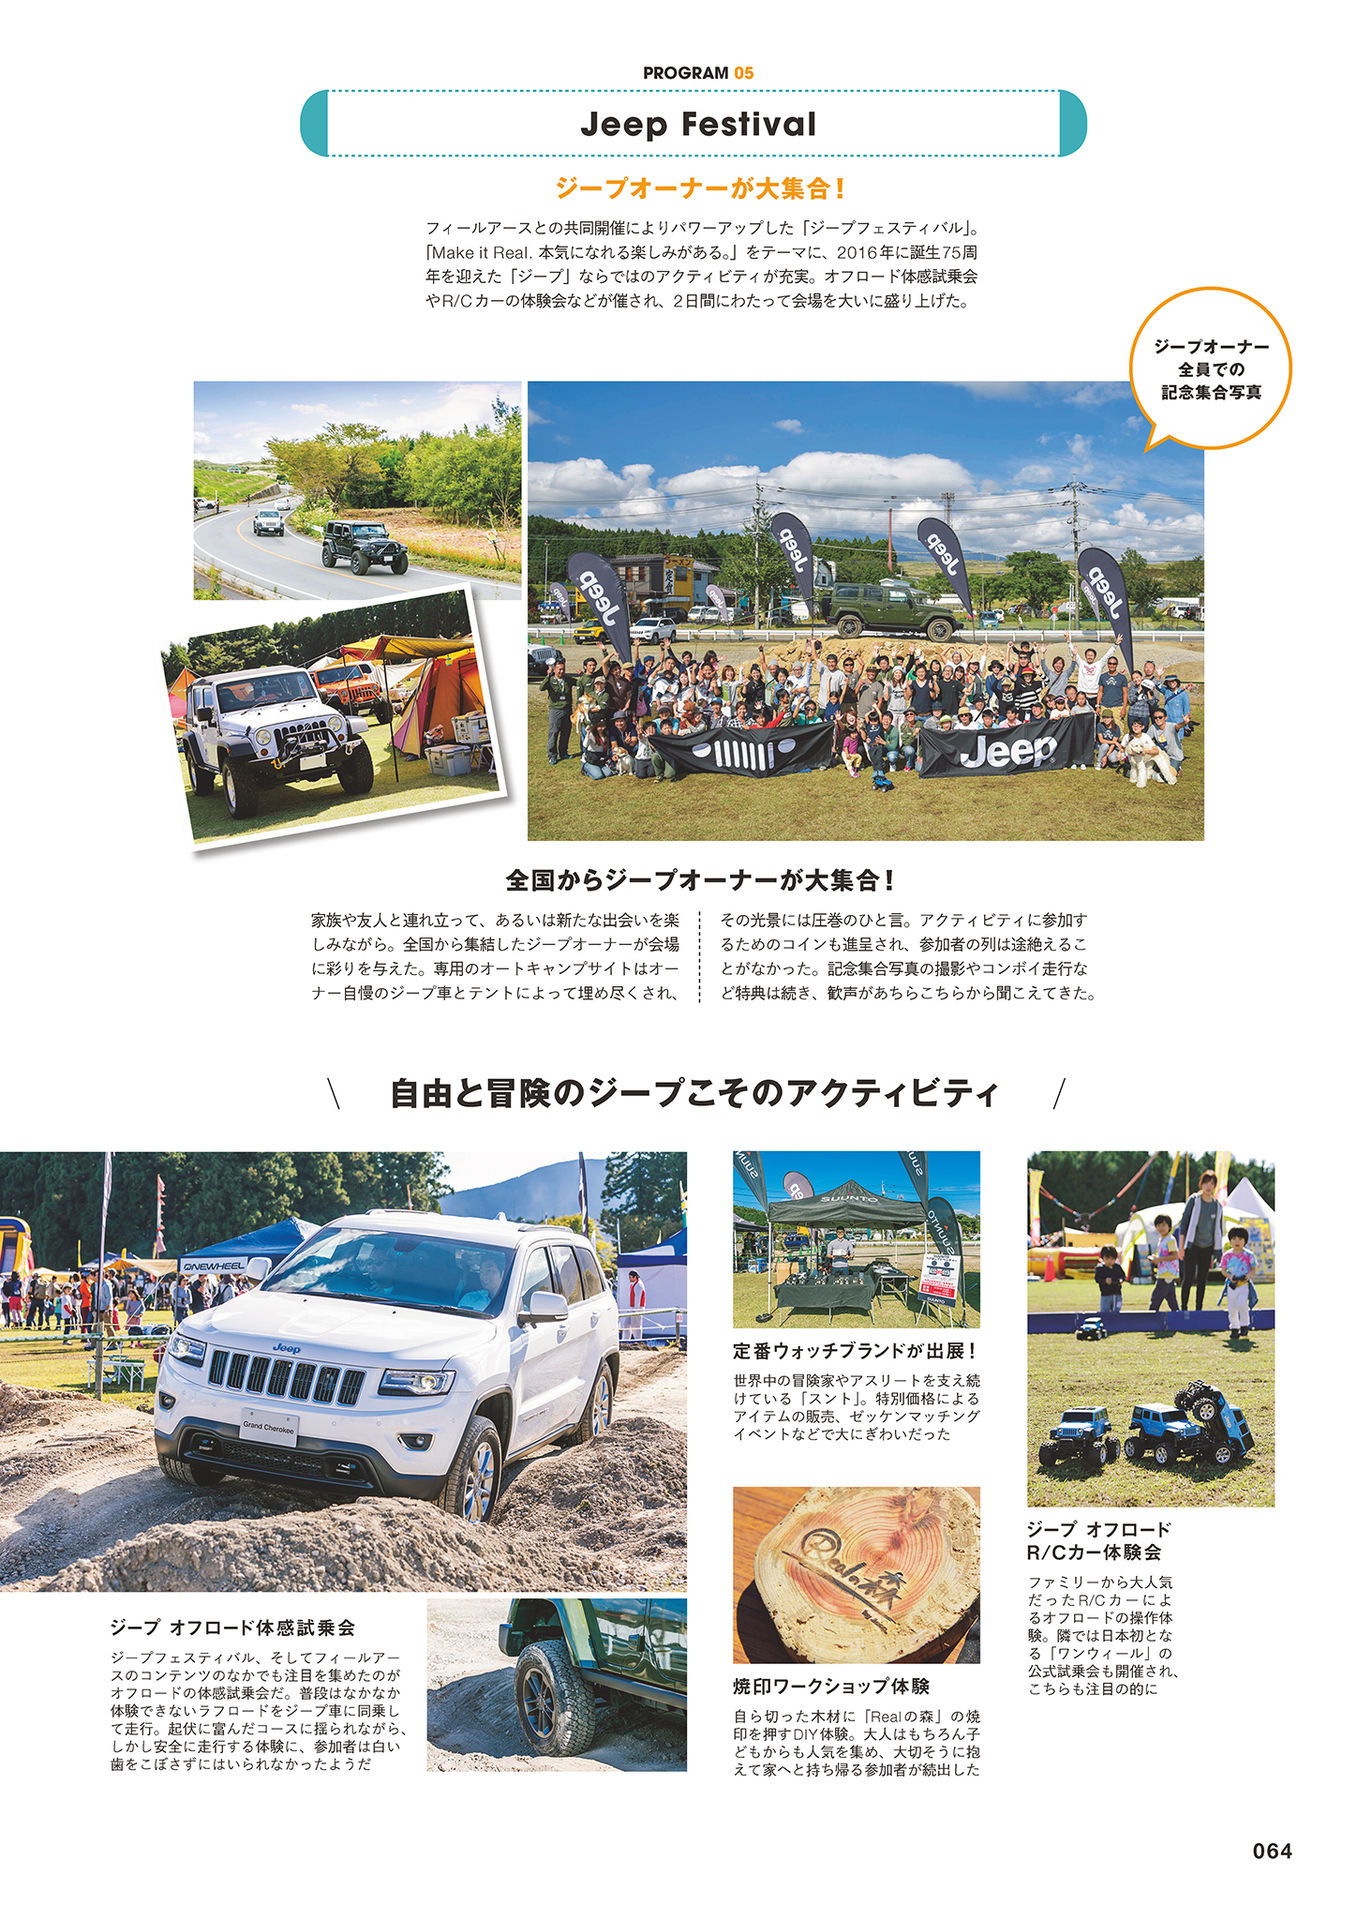 PROGRAM 05
Jeep Festival
ジープオーナーが大集合！
フィールアースとの共同開催によりパワーアップした「ジープフェスティバル」。
「Make it Real. 本気になれる楽しみがある。」をテーマに、2016年に誕生75周
年を迎えた「ジープ」ならではのアクティビティが充実。オフロード体感試乗会
やR/Cカーの体験会などが催され、2日間にわたって会場を大いに盛り上げた。
ジープオーナー
全員での
記念集合写真
Jeep
Jeep
Jeep
Jeep
Jeep
全国からジープオーナーが大集合！
家族や友人と連れ立って、あるいは新たな出会いを楽
しみながら。全国から集結したジープオーナーが会場
に彩りを与えた。専用のオートキャンプサイトはオー
ナー自慢のジープ車とテントによって埋め尽くされ、
その光景には圧巻のひと言。アクティビティに参加す
るためのコインも進呈され、参加者の列は途絶えるこ
とがなかった。記念集合写真の撮影やコンボイ走行な
ど特典は続き、歓声があちらこちらから聞こえてきた。
自由と冒険のジープこそのアクティビティ
ONEWHEEL
Jeep
Grand Cherokee
ジープ オフロード体感試乗会
ジープフェスティバル、そしてフィールアー
スのコンテンツのなかでも注目を集めたのが
オフロードの体感試乗会だ。普段はなかなか
体験できないラフロードをジープ車に同乗し
て走行。起伏に富んだコースに揺られながら、
しかし安全に走行する体験に、参加者は白い
歯をこぼさずにはいられなかったようだ
SUUNTO
Jeep
SUUNTO
SUUNTO
定番ウォッチブランドが出展！
世界中の冒険家やアスリートを支え続
けている「スント」。特別価格による
アイテムの販売、ゼッケンマッチング
イベントなどで大にぎわいだった
Real
焼印ワークショップ体験
自ら切った木材に「Realの森」の焼
印を押すDIY体験。大人はもちろん子
どもからも人気を集め、大切そうに抱
えて家へと持ち帰る参加者が続出した
ジープ オフロード
R/Cカー体験会
ファミリーから大人気
だったR/Cカーによ
るオフロードの操作体
験。隣では日本初とな
る「ワンウィール」の
公式試乗会も開催され、
こちらも注目の的に
064